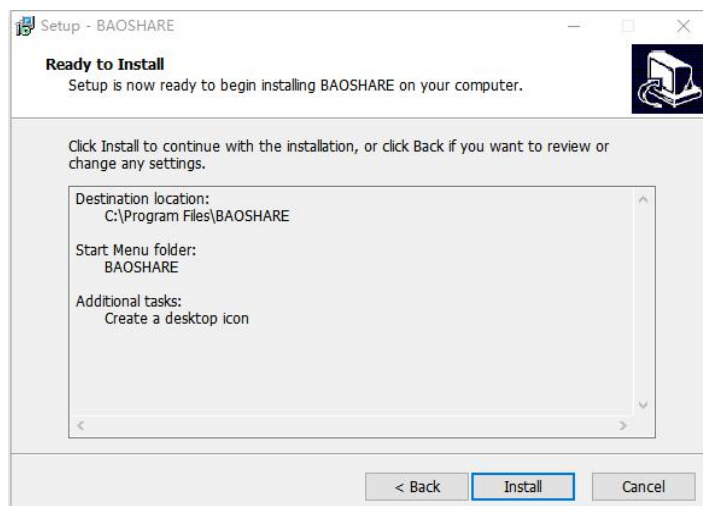 Setup - BAOSHARE
Ready to Install
Setup is now ready to begin installing BAOSHARE on your computer.
Click Install to continue with the installation, or click Back if you want to review or
change any settings.
Destination location:
C:\Program Files\BAOSHARE
Start Menu folder:
BAOSHARE
Additional tasks:
Create a desktop icon
< Back
Install
Cancel